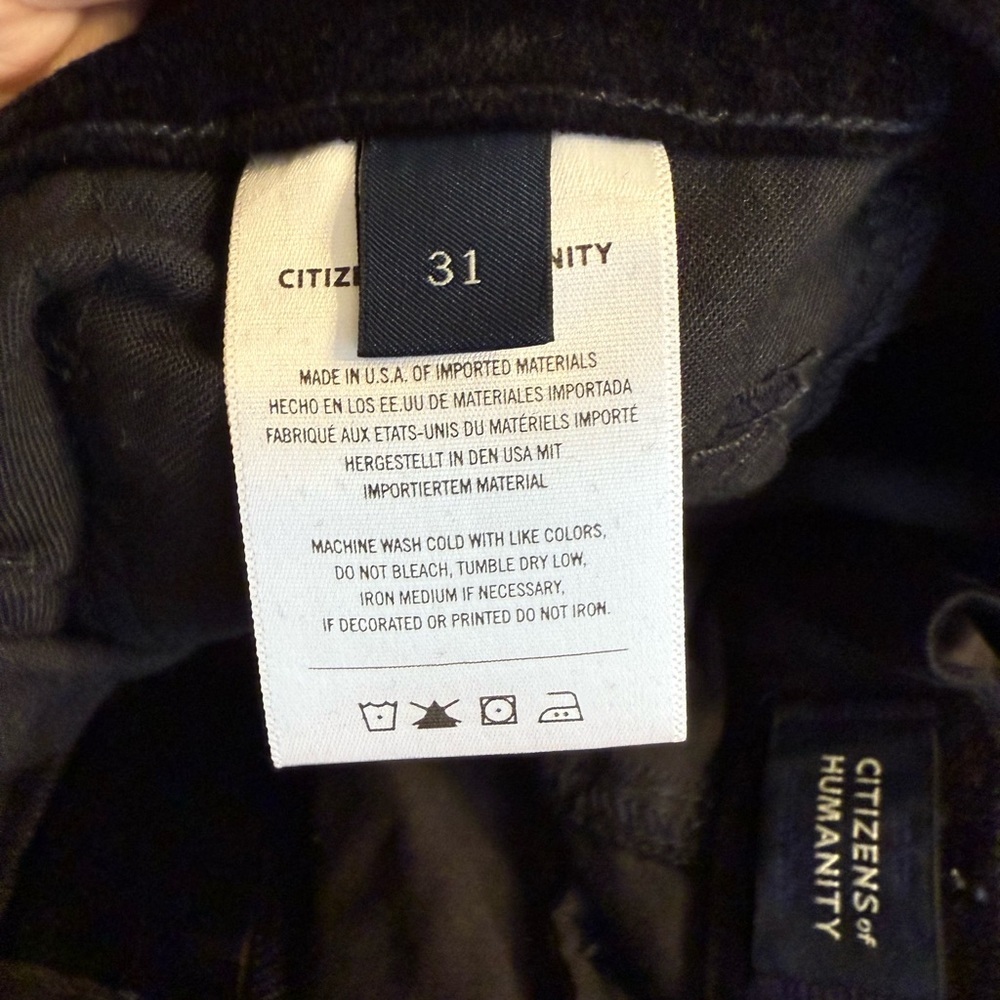 CITIZE NITY
31
MADE IN U.S.A. OF IMPORTED MATERIALS
HECHO EN LOS EE.UU DE MATERIALES IMPORTADA
FABRIQUÉ AUX ETATS-UNIS DU MATÉRIELS IMPORTÉ
HERGESTELLT IN DEN USA MIT
IMPORTIERTEM MATERIAL
MACHINE WASH COLD WITH LIKE COLORS,
DO NOT BLEACH, TUMBLE DRY LOW,
IRON MEDIUM IF NECESSARY,
IF DECORATED OR PRINTED DO NOT IRON.
CITIZENS of
HUMANITY